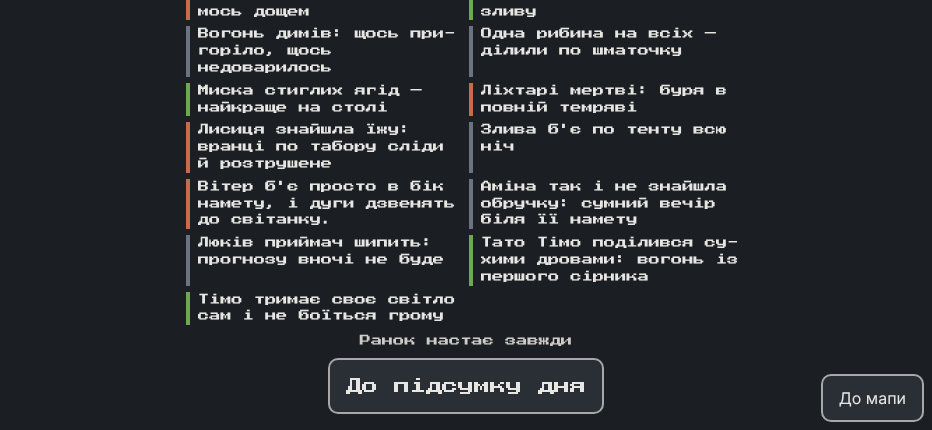 мось дощем
зливу
Вогонь димів: щось при-
горіло, щось
недоварилось
Одна рибина на всіх —
ділили по шматочку
Миска стиглих ягід —
найкраще на столі
Ліхтарі мертві: буря в
повній темряві
Лисиця знайшла їжу:
вранці по табору сліди
й розтрушене
Злива б'є по тенту всю
ніч
Вітер б'є просто в бік
намету, і дуги дзвенять
до світанку.
Аміна так і не знайшла
обручку: сумний вечір
біля її намету
Люків приймач шипить:
прогнозу вночі не буде
Тато Тімо поділився су-
хими дровами: вогонь із
першого сірника
Тімо тримає своє світло
сам і не боїться грому
Ранок настає завжди
До підсумку дня
До мапи